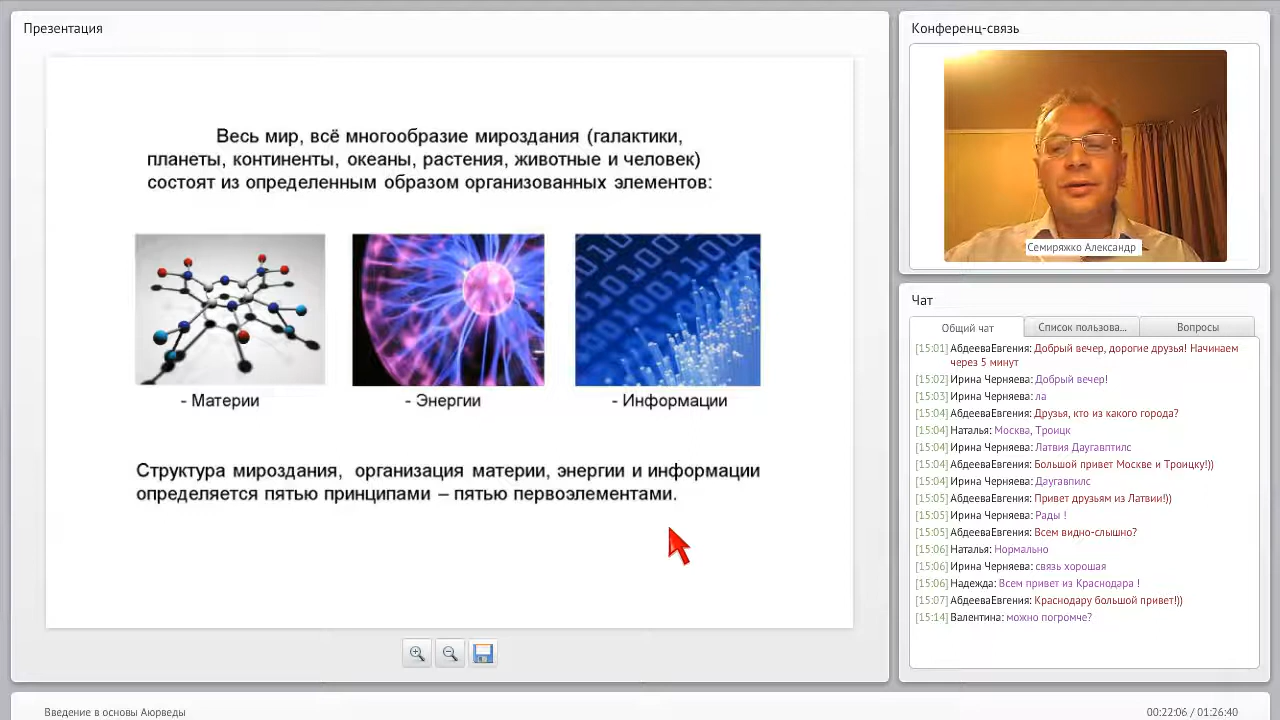 Презентация
Весь мир, всё многообразие мироздания (галактики,
планеты, континенты, океаны, растения, животные и человек)
состоят из определенным образом организованных элементов:
- Материи
- Энергии
- Информации
Структура мироздания, организация материи, энергии и информации
определяется пятью принципами – пятью первоэлементами.
Конференц-связь
Семиряжко Александр
Чат
Общий чат
Список пользова...
Вопросы
[15:01] АбдееваЕвгения: Добрый вечер, дорогие друзья! Начинаем
через 5 минут
[15:02] Ирина Черняева: Добрый вечер!
[15:03] Ирина Черняева: ла
[15:04] АбдееваЕвгения: Друзья, кто из какого города?
[15:04] Наталья: Москва, Троицк
[15:04] Ирина Черняева: Латвия Даугавптилс
[15:04] АбдееваЕвгения: Большой привет Москве и Троицку!))
[15:04] Ирина Черняева: Даугавпилс
[15:05] АбдееваЕвгения: Привет друзьям из Латвии!))
[15:05] Ирина Черняева: Рады !
[15:05] АбдееваЕвгения: Всем видно-слышно?
[15:06] Наталья: Нормально
[15:06] Ирина Черняева: связь хорошая
[15:06] Надежда: Всем привет из Краснодара !
[15:07] АбдееваЕвгения: Краснодару большой привет!))
[15:14] Валентина: можно погромче?
Введение в основы Аюрведы
00:22:06 / 01:26:40